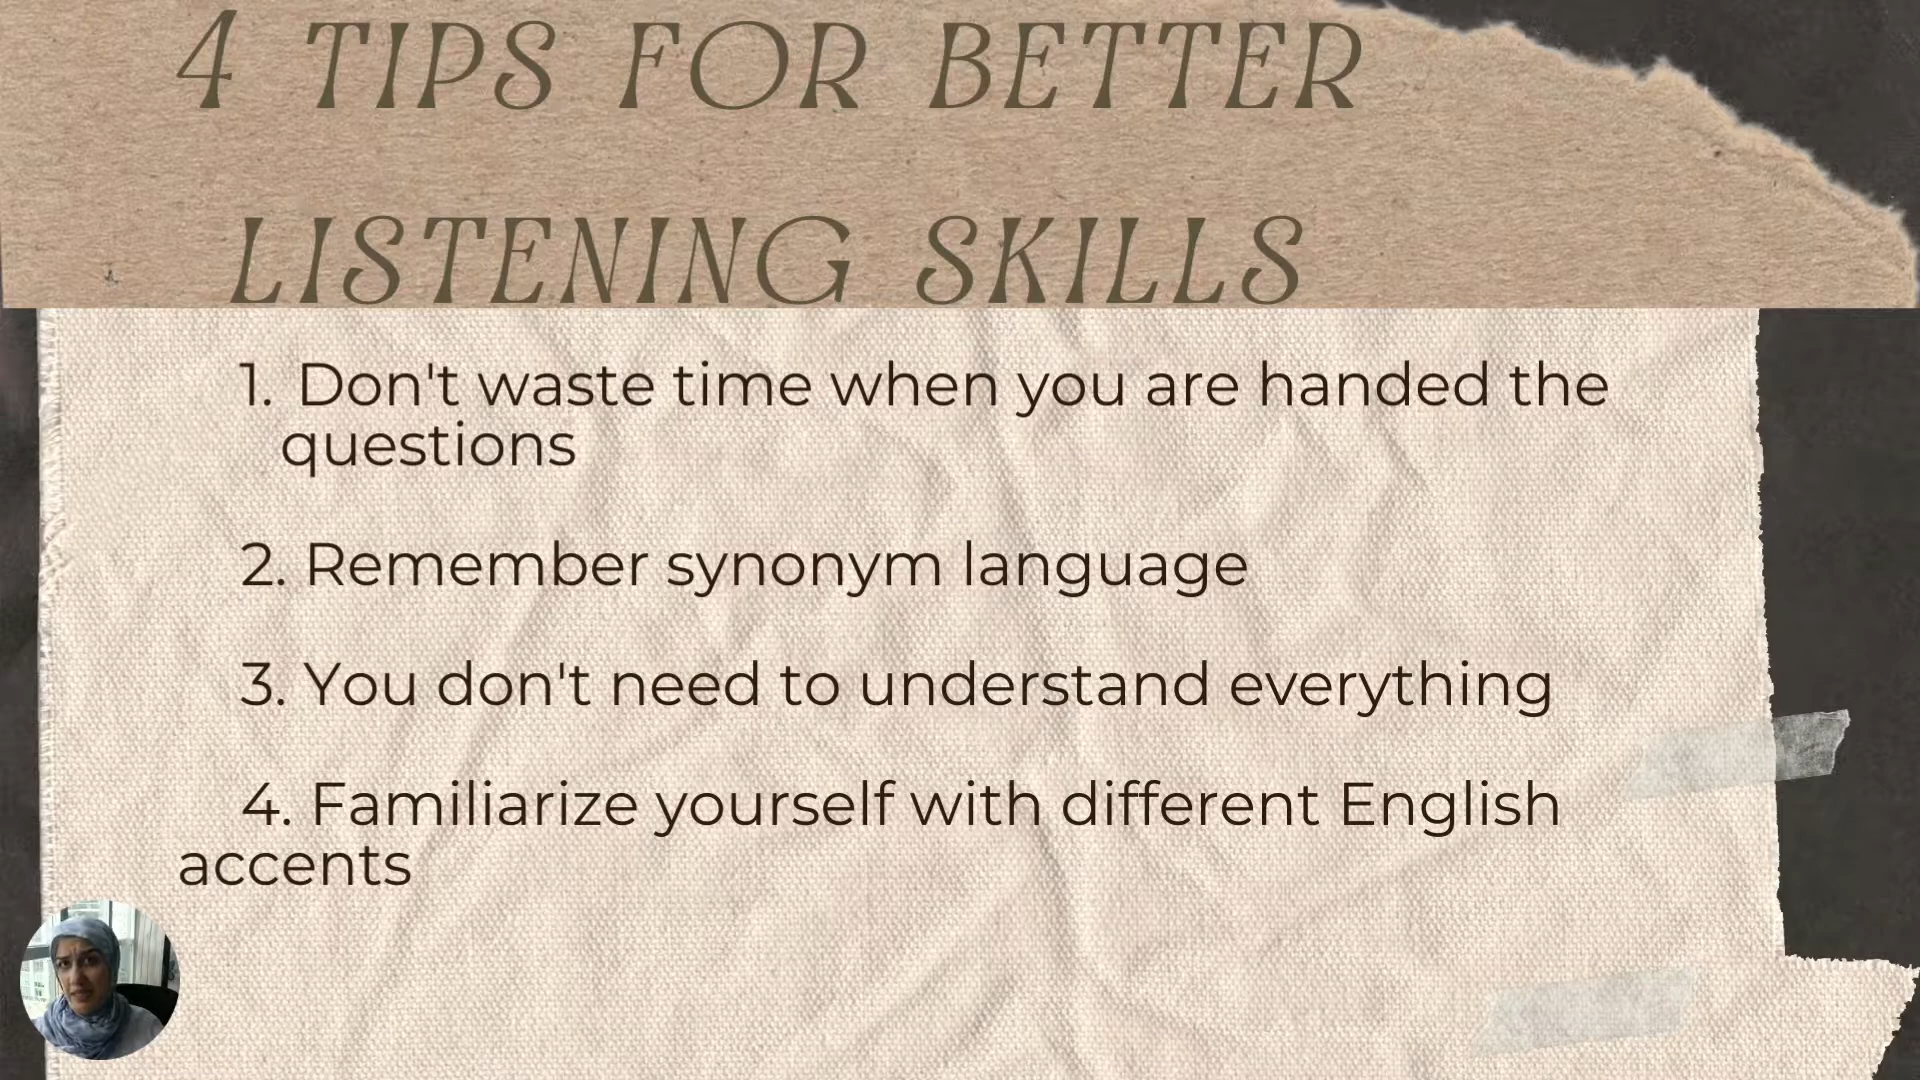 4 TIPS FOR BETTER
LISTENING SKILLS
1. Don't waste time when you are handed the
questions
2. Remember synonym language
3. You don't need to understand everything
4. Familiarize yourself with different English
accents